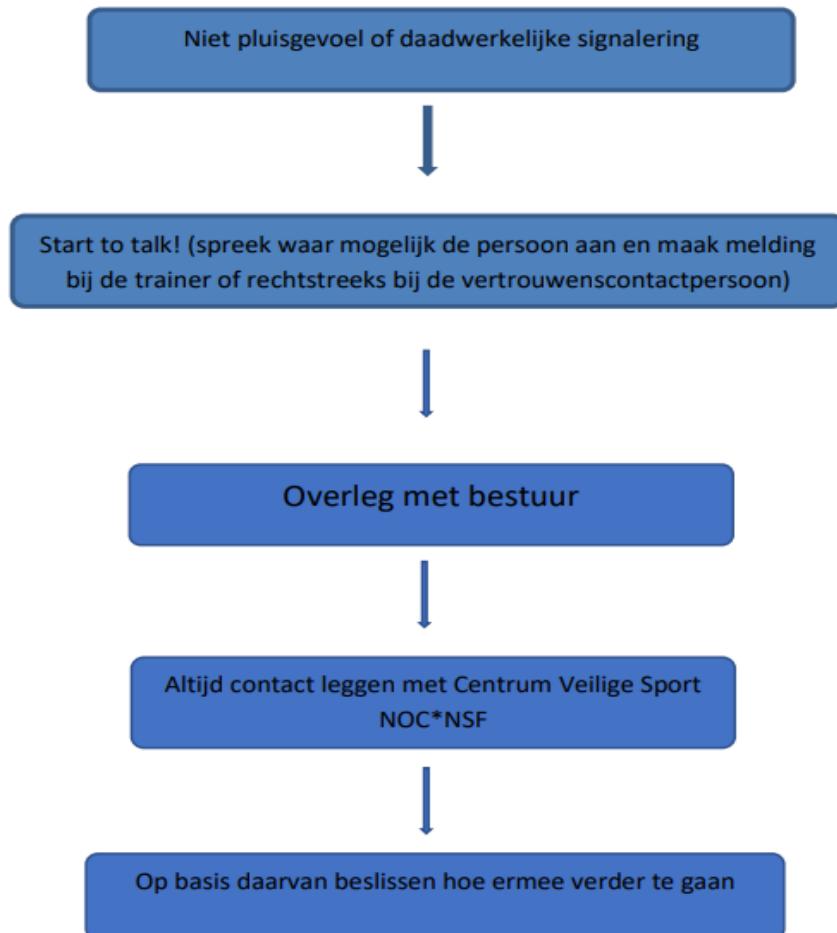 Niet pluisgevoel of daadwerkelijke signalering
Start to talk! (spreek waar mogelijk de persoon aan en maak melding
bij de trainer of rechtstreeks bij de vertrouwenscontactpersoon)
Overleg met bestuur
Altijd contact leggen met Centrum Veilige Sport
NOC*NSF
Op basis daarvan beslissen hoe ermee verder te gaan